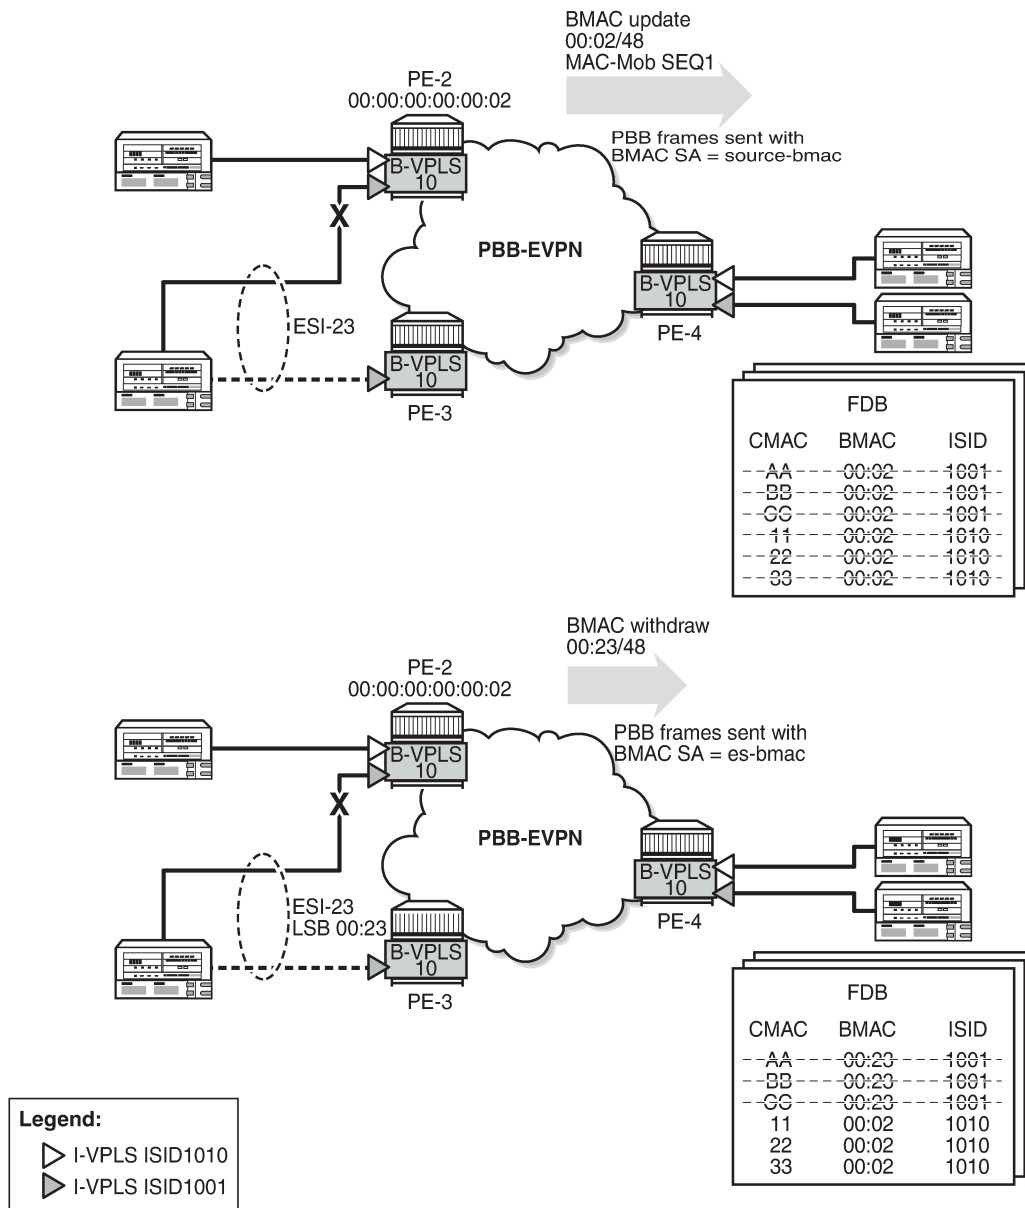 BMAC update
00:02/48
MAC-Mob SEQ1
PE-2
00:00:00:00:00:02
PBB frames sent with
BMAC SA = source-bmac
B-VPLS
10
X
PBB-EVPN
B-VPLS
10
ESI-23
PE-4
B-VPLS
10
PE-3
FDB
CMAC BMAC ISID
AA 00:02 1001
BB 00:02 1001
CC 00:02 1001
11 00:02 1010
22 00:02 1010
33 00:02 1010
BMAC withdraw
00:23/48
PE-2
00:00:00:00:00:02
PBB frames sent with
BMAC SA = es-bmac
B-VPLS
10
X
PBB-EVPN
B-VPLS
10
ESI-23
LSB 00:23
PE-4
B-VPLS
10
PE-3
FDB
CMAC BMAC ISID
AA 00:23 1001
BB 00:23 1001
CC 00:23 1001
11 00:02 1010
22 00:02 1010
33 00:02 1010
Legend:
I-VPLS ISID1010
I-VPLS ISID1001